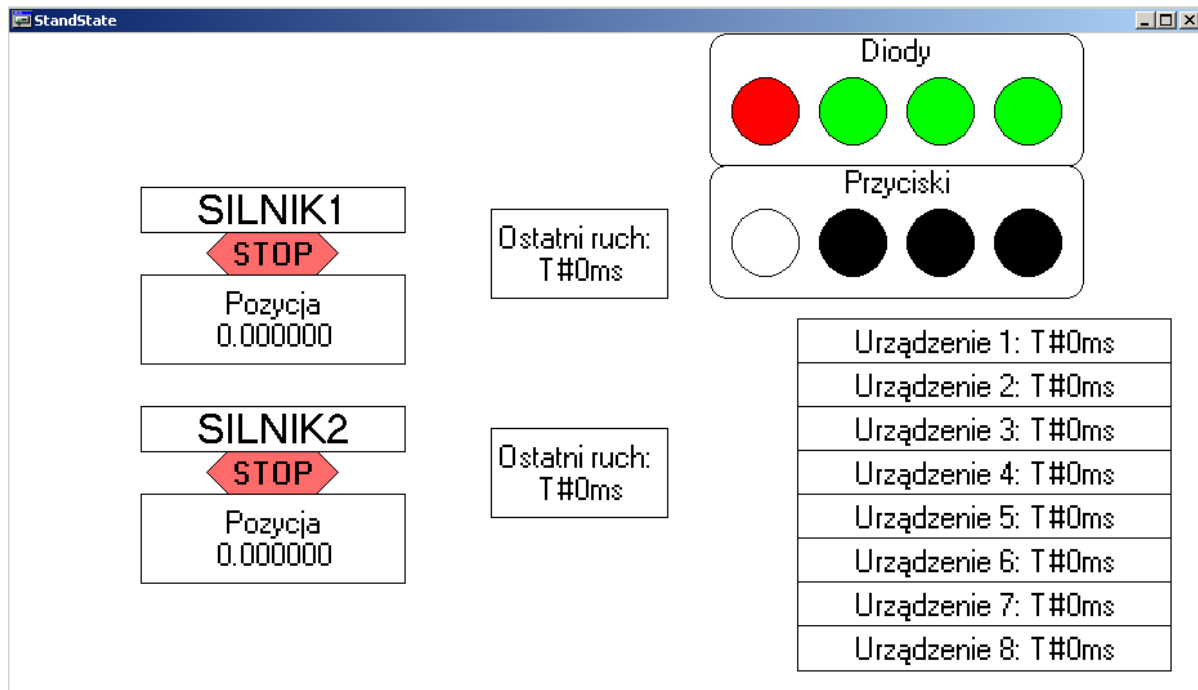 StandState
Diody
Przyciski
SILNIK1
STOP
Pozycja
0.000000
Ostatni ruch:
T#0ms
SILNIK2
STOP
Pozycja
0.000000
Ostatni ruch:
T#0ms
Urządzenie 1: T#0ms
Urządzenie 2: T#0ms
Urządzenie 3: T#0ms
Urządzenie 4: T#0ms
Urządzenie 5: T#0ms
Urządzenie 6: T#0ms
Urządzenie 7: T#0ms
Urządzenie 8: T#0ms